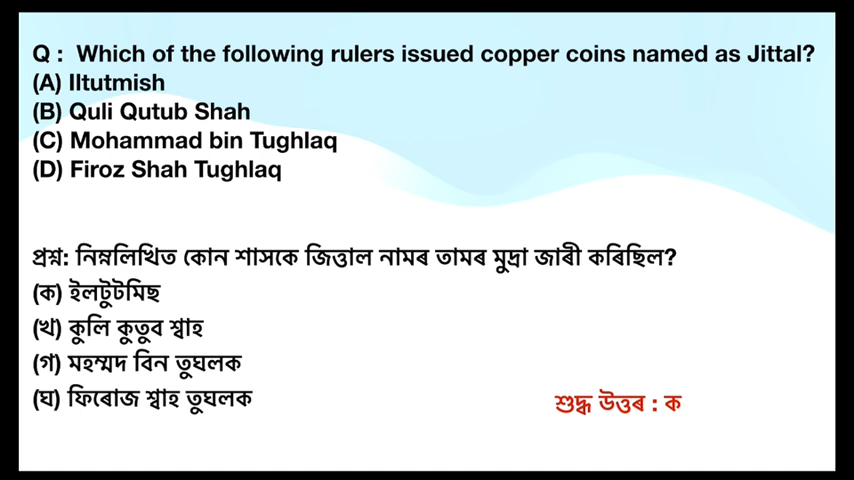 Q :  Which of the following rulers issued copper coins named as Jittal?
(A) Iltutmish
(B) Quli Qutub Shah
(C) Mohammad bin Tughlaq
(D) Firoz Shah Tughlaq
প্ৰশ্ন: নিম্নলিখিত কোন শাসকে জিত্তাল নামৰ তামৰ মুদ্ৰা জাৰী কৰিছিল?
(ক) ইলটুটমিছ
(খ) কুলি কুতুব শ্বাহ
(গ) মহম্মদ বিন তুঘলক
(ঘ) ফিৰোজ শ্বাহ তুঘলক
শুদ্ধ উত্তৰ : ক